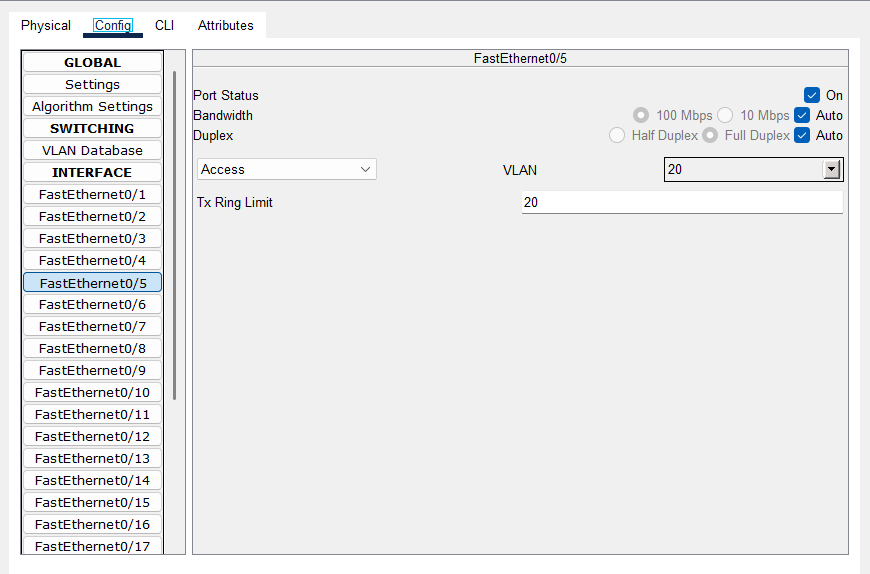 Physical Config CLI Attributes
GLOBAL
Settings
Algorithm Settings
SWITCHING
VLAN Database
INTERFACE
FastEthernet0/1
FastEthernet0/2
FastEthernet0/3
FastEthernet0/4
FastEthernet0/5
FastEthernet0/6
FastEthernet0/7
FastEthernet0/8
FastEthernet0/9
FastEthernet0/10
FastEthernet0/11
FastEthernet0/12
FastEthernet0/13
FastEthernet0/14
FastEthernet0/15
FastEthernet0/16
FastEthernet0/17
FastEthernet0/5
Port Status On
Bandwidth 100 Mbps 10 Mbps Auto
Duplex Half Duplex Full Duplex Auto
Access VLAN 20
Tx Ring Limit 20